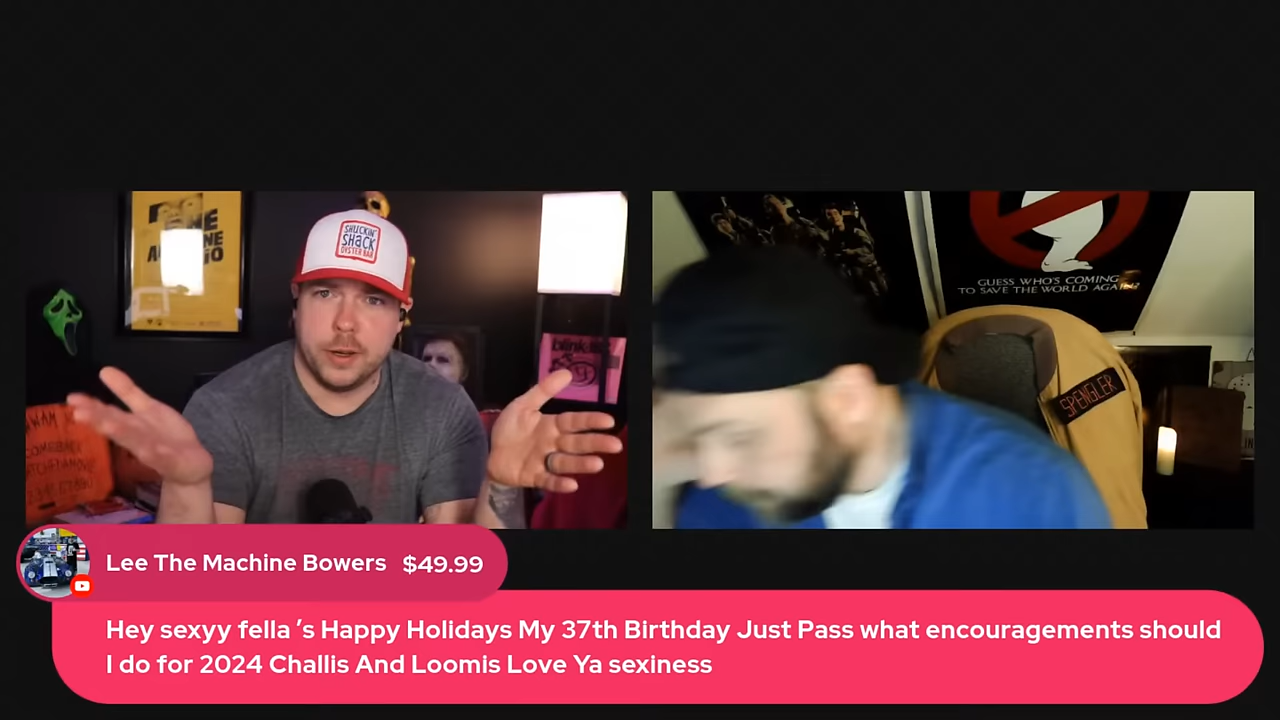 SHUCKIN'
SHACK
OYSTER BAR
blink
GUESS WHO'S COMING
TO SAVE THE WORLD AGAIN?
SPENGLER
Lee The Machine Bowers $49.99
Hey sexyy fella 's Happy Holidays My 37th Birthday Just Pass what encouragements should
I do for 2024 Challis And Loomis Love Ya sexiness